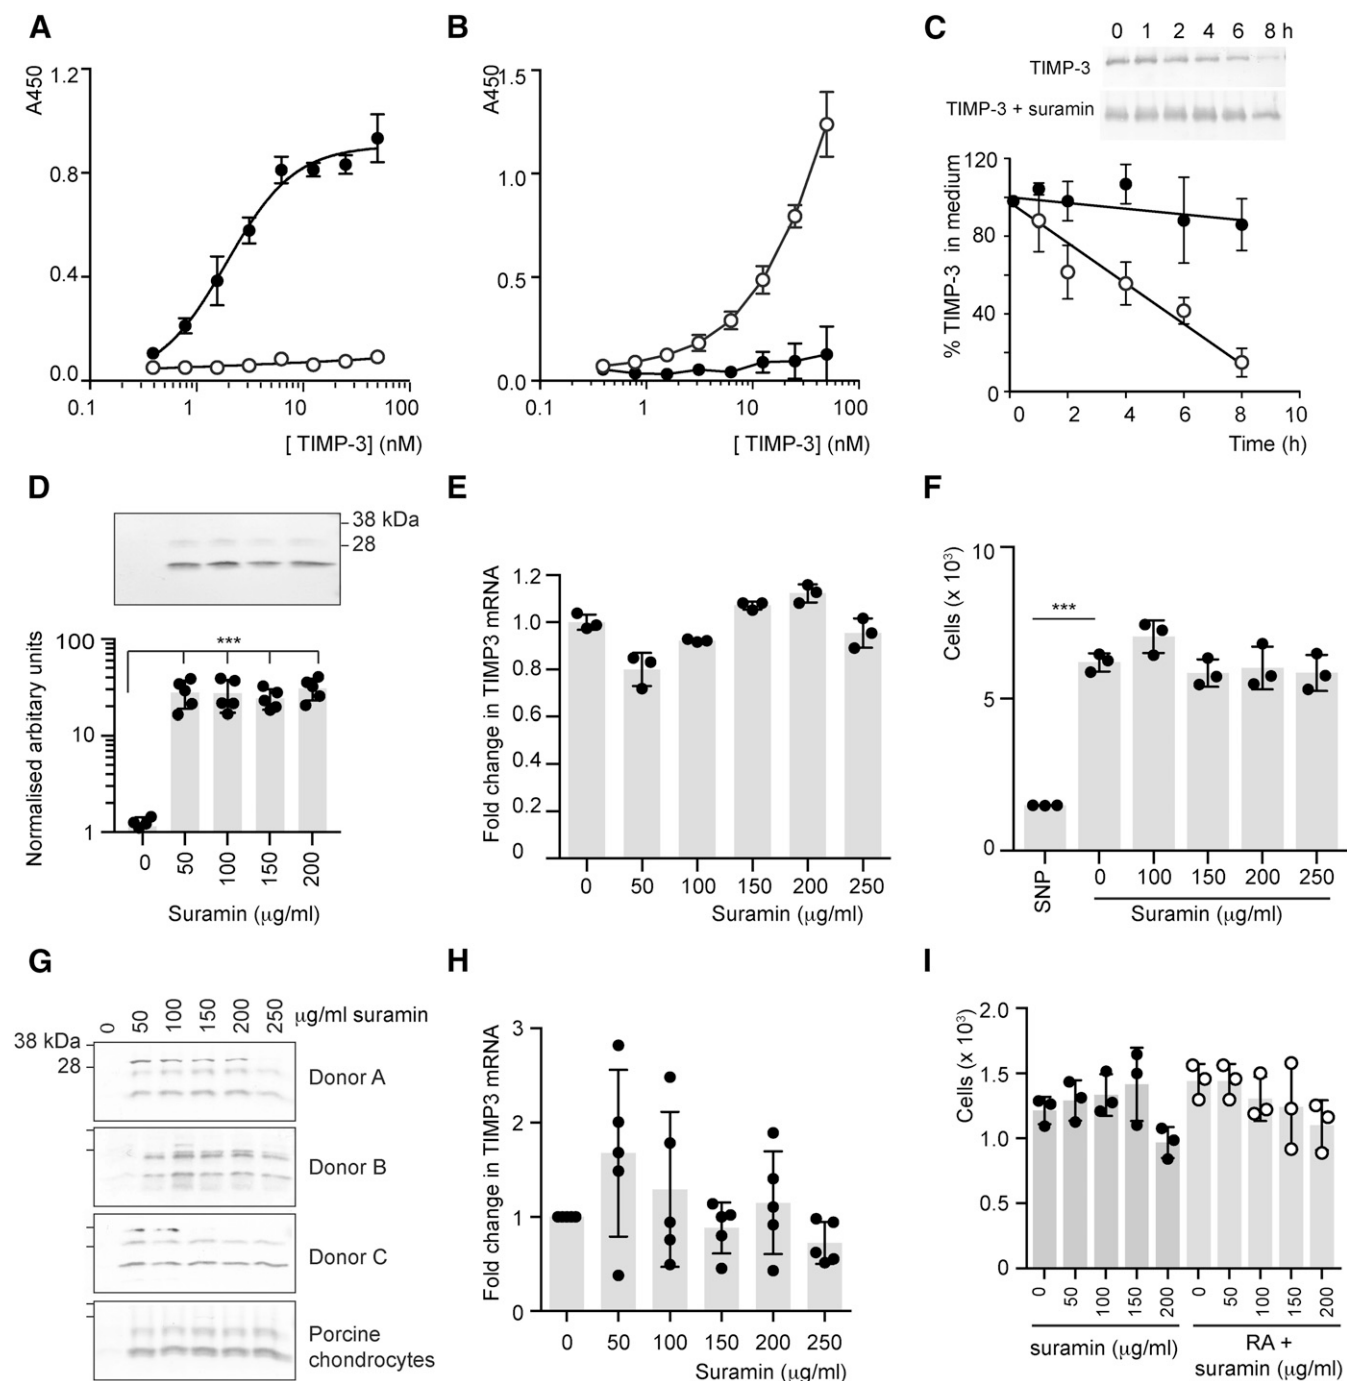 A
A450
1.2
0.8
0.4
0.0
0.1 1 10 100
[ TIMP-3] (nM)
B
A450
1.5
1.0
0.5
0.0
0.1 1 10 100
[ TIMP-3] (nM)
C
0 1 2 4 6 8 h
TIMP-3
TIMP-3 + suramin
% TIMP-3 in medium
120
80
40
0
0 2 4 6 8 10
Time (h)
D
38 kDa
28
Normalised arbitary units
100
10
1
***
0 50 100 150 200
Suramin (μg/ml)
E
Fold change in TIMP3 mRNA
1.2
1.0
0.8
0.6
0.4
0.2
0
0 50 100 150 200 250
Suramin (μg/ml)
F
Cells (x 10³)
10
5
0
***
SNP 0 100 150 200 250
Suramin (μg/ml)
G
0 50 100 150 200 250 μg/ml suramin
38 kDa
28
Donor A
Donor B
Donor C
Porcine
chondrocytes
H
Fold change in TIMP3 mRNA
3
2
1
0
0 50 100 150 200 250
Suramin (μg/ml)
I
Cells (x 10³)
2.0
1.5
1.0
0.5
0
0 50 100 150 200 0 50 100 150 200
suramin (μg/ml)
RA +
suramin (μg/ml)